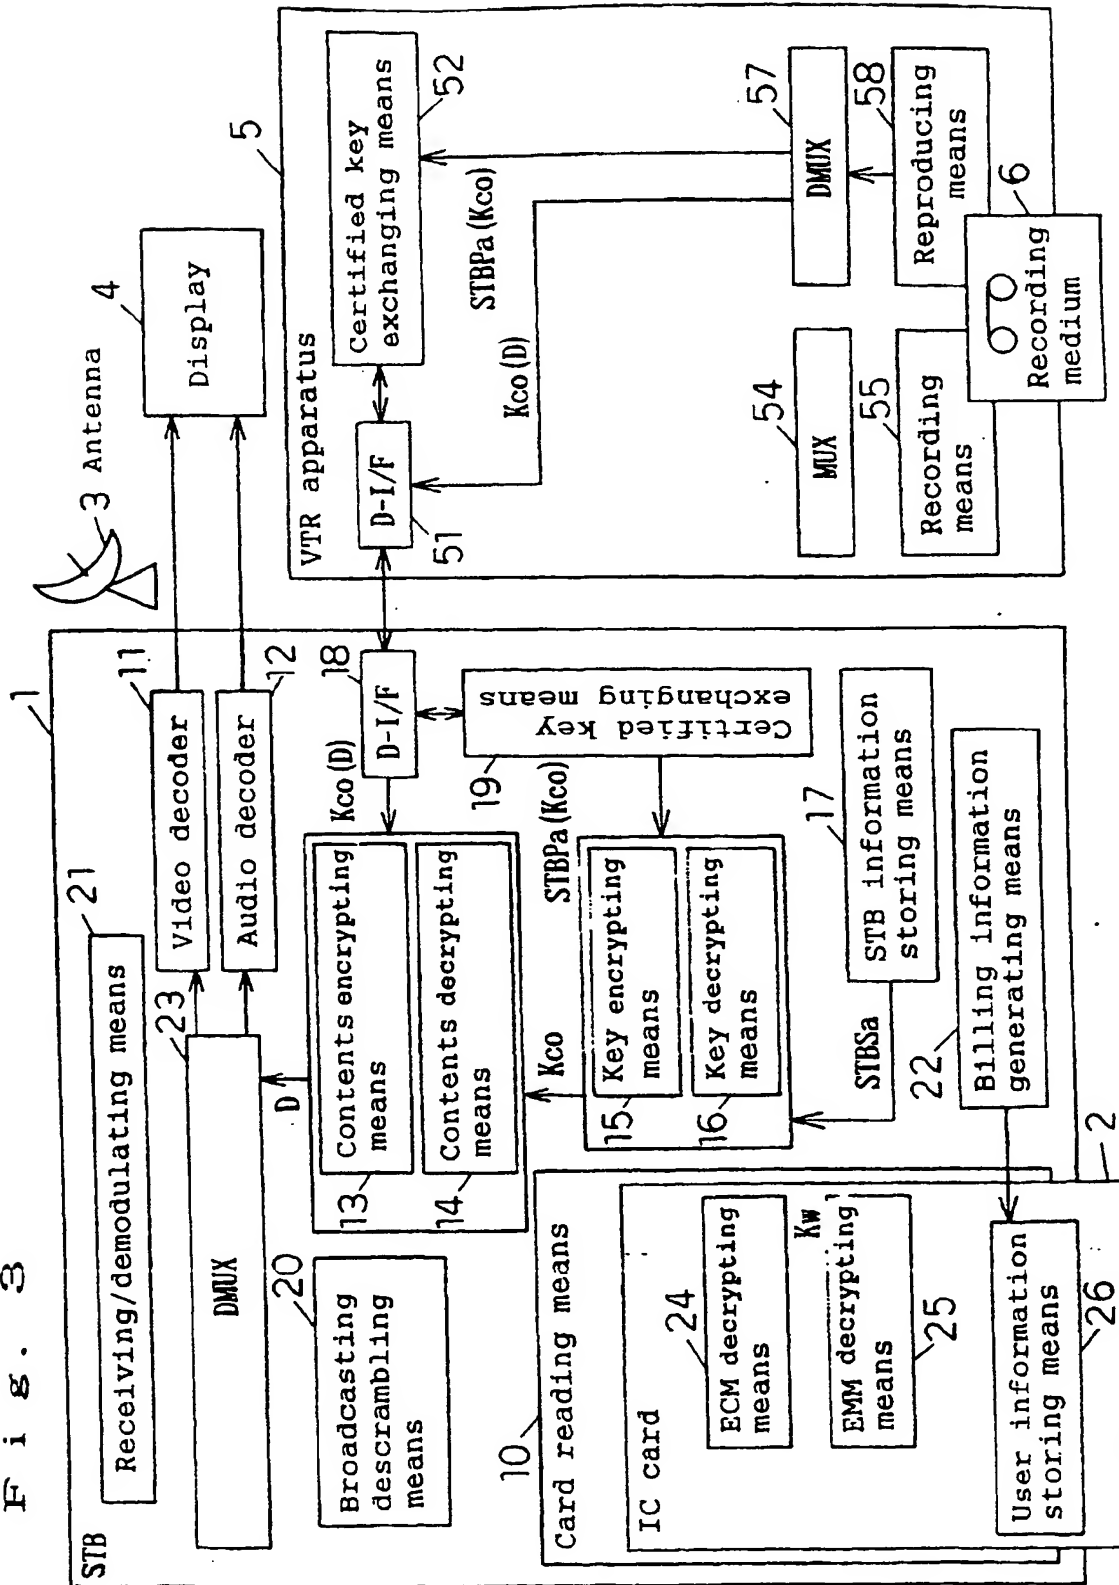 Fig. 3
1
STB
21
Receiving/demodulating means
23
DMUX
11
Video decoder
12
Audio decoder
3 Antenna
4
Display
20
Broadcasting
descrambling
means
D
13
Contents encrypting
means
14
Contents decrypting
means
Kco(D)
18
D-I/F
19
Certified key
exchanging means
Kco
STBPa(Kco)
15
Key encrypting
means
16
Key decrypting
means
STBSa
17
STB information
storing means
22
Billing information
generating means
10
Card reading means
2
IC card
24
ECM decrypting
means
Kw
EMM decrypting
means
25
User information
storing means
26
5
VTR apparatus
51
D-I/F
Certified key
exchanging means
52
STBPa(Kco)
Kco(D)
54
MUX
57
DMUX
55
Recording
means
58
Reproducing
means
6
Recording
medium